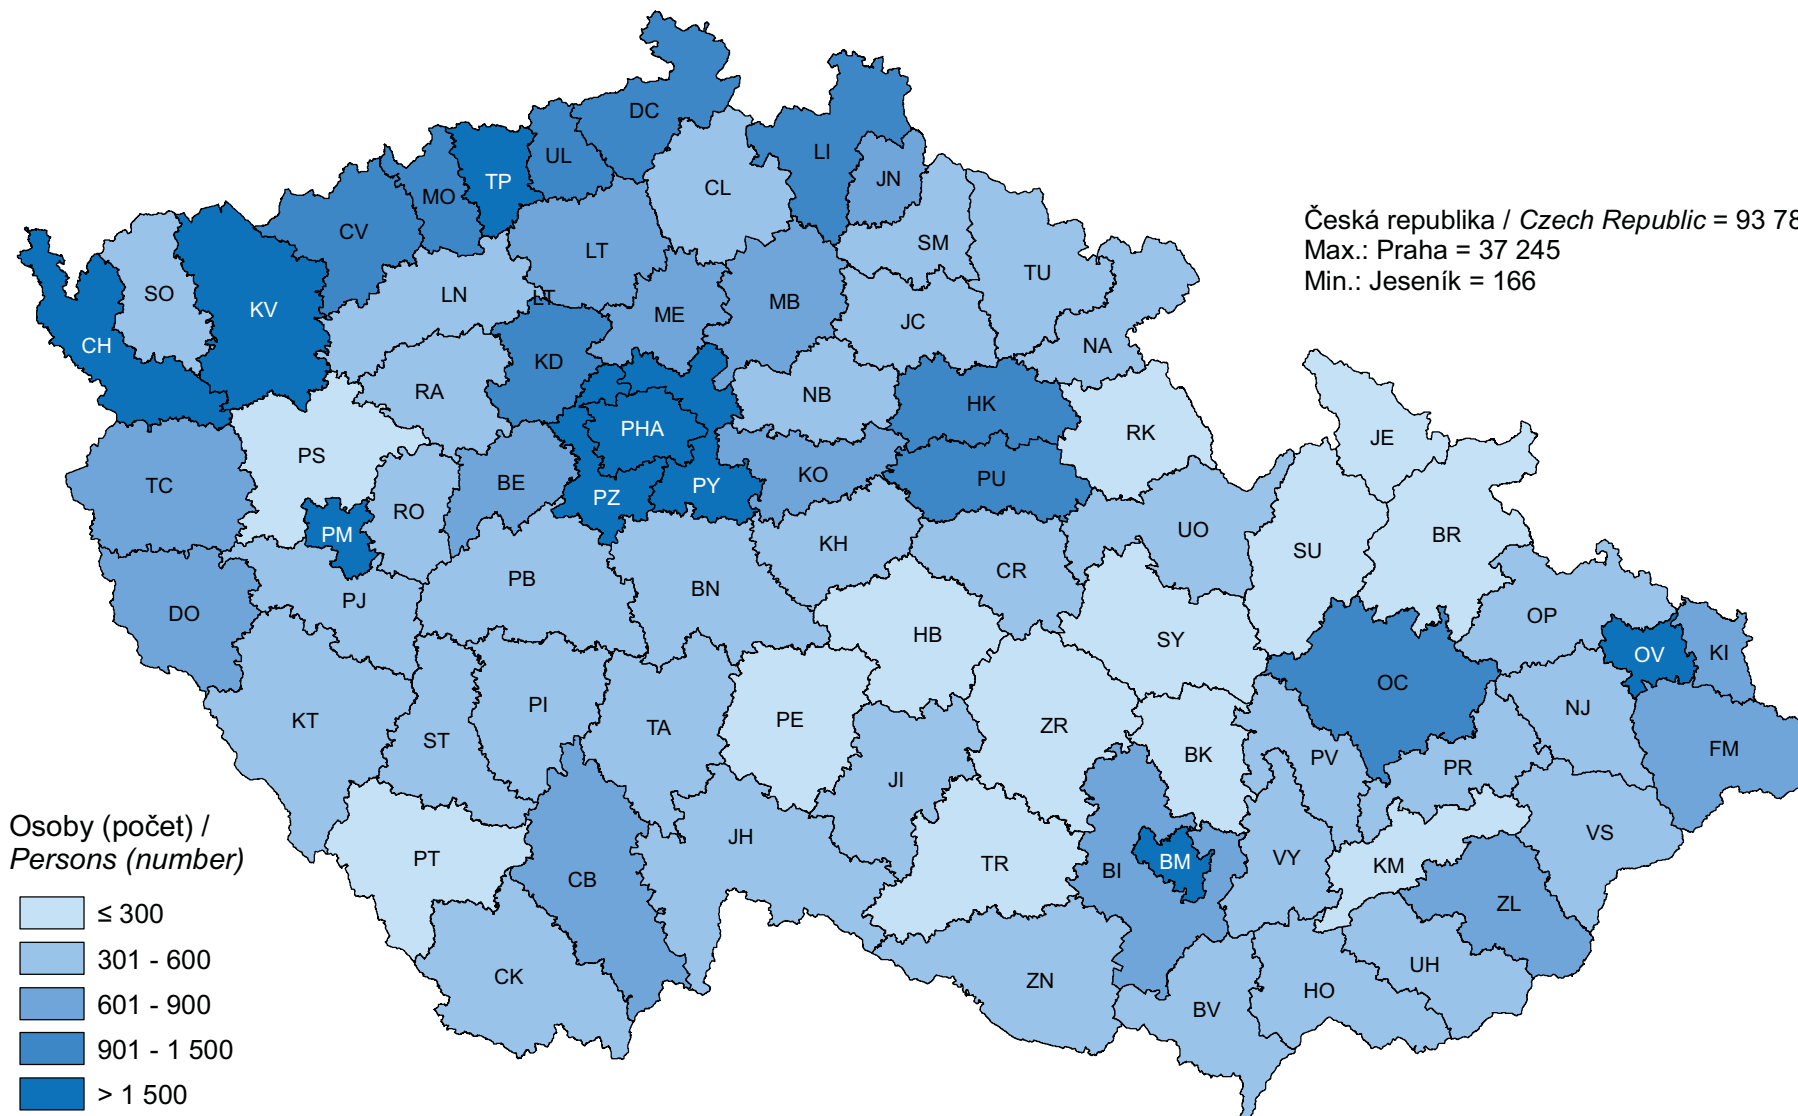 DC
LI
UL
TP
MO
JN
CL
CV
SM
LT
TU
SO
LN
LT
KV
ME
MB
JC
CH
NA
KD
RA
NB
HK
PHA
RK
JE
PS
TC
BE
KO
PU
PZ
PY
RO
PM
BR
KH
UO
SU
PB
CR
BN
PJ
DO
HB
SY
OP
OV
KI
OC
PI
KT
TA
PE
ZR
NJ
ST
BK
PV
FM
JI
PR
VS
JH
PT
TR
BI
BM
VY
KM
CB
ZL
CK
ZN
UH
HO
BV
Česká republika / Czech Republic = 93 78
Max.: Praha = 37 245
Min.: Jeseník = 166
Osoby (počet) /
Persons (number)
≤ 300
301 - 600
601 - 900
901 - 1 500
> 1 500